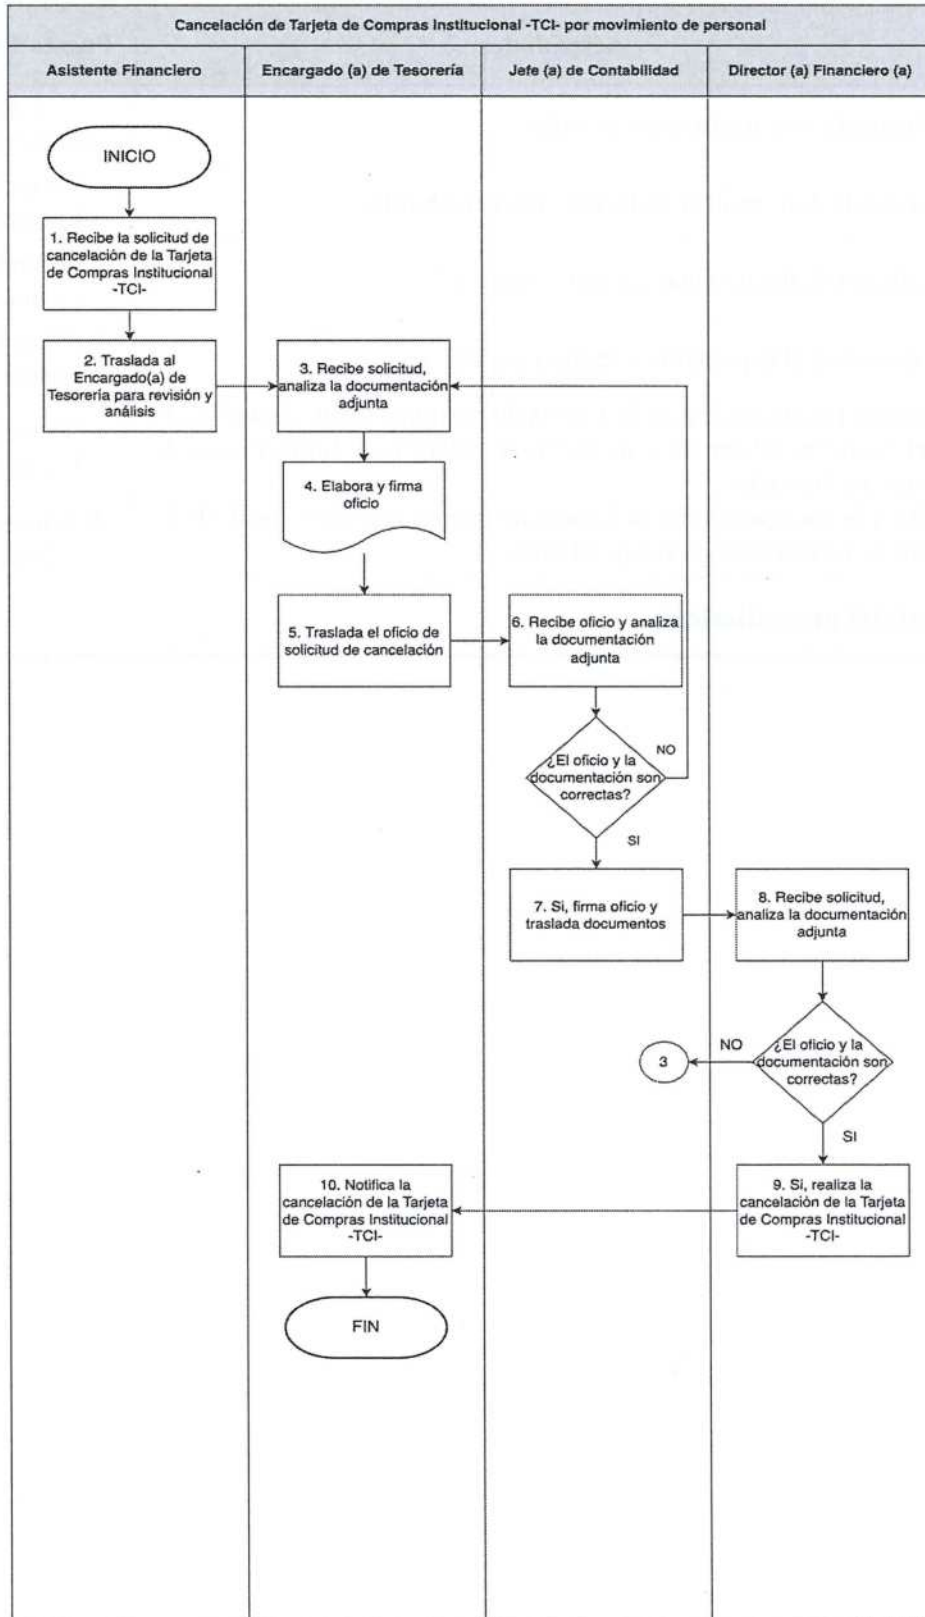 Cancelación de Tarjeta de Compras Institucional -TCI- por movimiento de personal
Asistente Financiero
Encargado (a) de Tesorería
Jefe (a) de Contabilidad
Director (a) Financiero (a)
INICIO
1. Recibe la solicitud de
cancelación de la Tarjeta
de Compras Institucional
-TCI-
2. Traslada al
Encargado(a) de
Tesorería para revisión y
análisis
3. Recibe solicitud,
analiza la documentación
adjunta
4. Elabora y firma
oficio
5. Traslada el oficio de
solicitud de cancelación
6. Recibe oficio y analiza
la documentación
adjunta
¿El oficio y la
documentación son
correctas?
NO
SI
7. Si, firma oficio y
traslada documentos
8. Recibe solicitud,
analiza la documentación
adjunta
¿El oficio y la
documentación son
correctas?
NO
3
SI
9. Si, realiza la
cancelación de la Tarjeta
de Compras Institucional
-TCI-
10. Notifica la
cancelación de la Tarjeta
de Compras Institucional
-TCI-
FIN